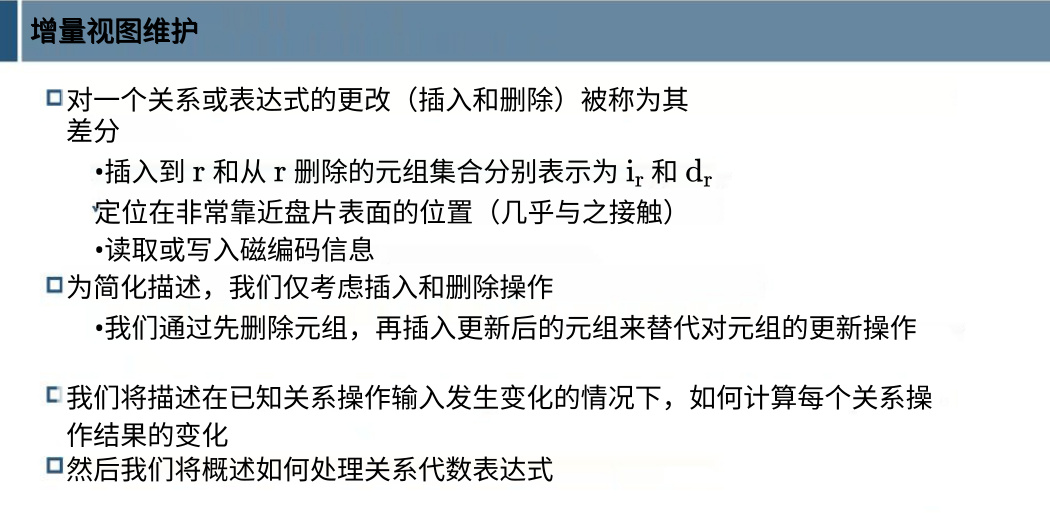 增量视图维护
对一个关系或表达式的更改（插入和删除）被称为其
差分
•插入到 r 和从 r 删除的元组集合分别表示为 iᵣ 和 dᵣ
定位在非常靠近盘片表面的位置（几乎与之接触）
•读取或写入磁编码信息
为简化描述，我们仅考虑插入和删除操作
•我们通过先删除元组，再插入更新后的元组来替代对元组的更新操作
我们将描述在已知关系操作输入发生变化的情况下，如何计算每个关系操
作结果的变化
然后我们将概述如何处理关系代数表达式